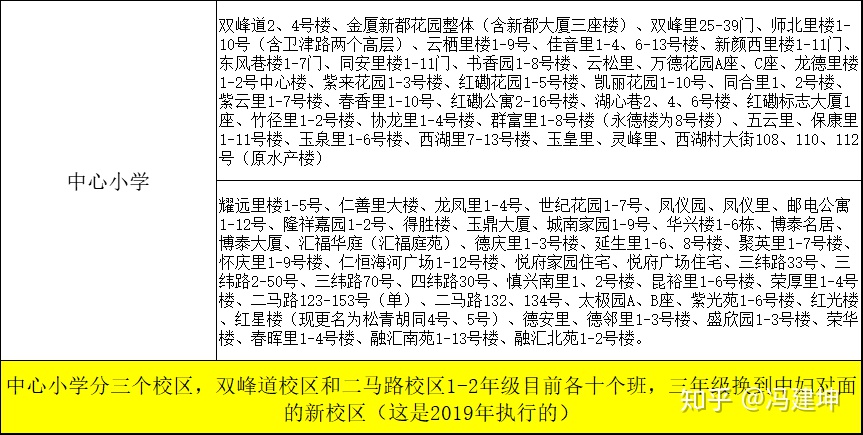 双峰道2、4号楼、金厦新都花园整体（含新都大厦三座楼）、双峰里25-39门、师北里楼1-
10号（含卫津路两个高层）、云栖里楼1-9号、佳音里1-4、6-13号楼、新颜西里楼1-11门、
东风巷楼1-7门、同安里楼1-11门、书香园1-8号楼、云松里、万德花园A座、C座、龙德里楼
1-2号中心楼、紫来花园1-3号楼、红磡花园1-5号楼、凯丽花园1-10号、同合里1、2号楼、
紫云里1-7号楼、春香里1-10号、红磡公寓2-16号楼、湖心巷2、4、6号楼、红磡标志大厦1
座、竹径里1-2号楼、协龙里1-4号楼、群富里1-8号楼（永德楼为8号楼）、五云里、保康里
1-11号楼、玉泉里1-6号楼、西湖里7-13号楼、玉皇里、灵峰里、西湖村大街108、110、112
号（原水产楼）
中心小学
耀远里楼1-5号、仁善里大楼、龙凤里1-4号、世纪花园1-7号、凤仪园、凤仪里、邮电公寓
1-12号、隆祥嘉园1-2号、得胜楼、玉鼎大厦、城南家园1-9号、华兴楼1-6栋、博泰名居、
博泰大厦、汇福华庭（汇福庭苑）、德庆里1-3号楼、延生里1-6、8号楼、聚英里1-7号楼、
怀庆里1-9号楼、仁恒海河广场1-12号楼、悦府家园住宅、悦府广场住宅、三纬路33号、三
纬路2-50号、三纬路70号、四纬路30号、慎兴南里1、2号楼、昆裕里1-6号楼、荣厚里1-4号
楼、二马路123-153号（单）、二马路132、134号、太极园A、B座、紫光苑1-6号楼、红光楼
、红星楼（现更名为松青胡同4号、5号）、德安里、德邻里1-3号楼、盛欣园1-3号楼、荣华
楼、春晖里1-4号楼、融汇南苑1-13号楼、融汇北苑1-2号楼。
中心小学分三个校区，双峰道校区和二马路校区1-2年级目前各十个班，三年级换到中妇对面
的新校区（这是2019年执行的）
知乎 @冯建坤